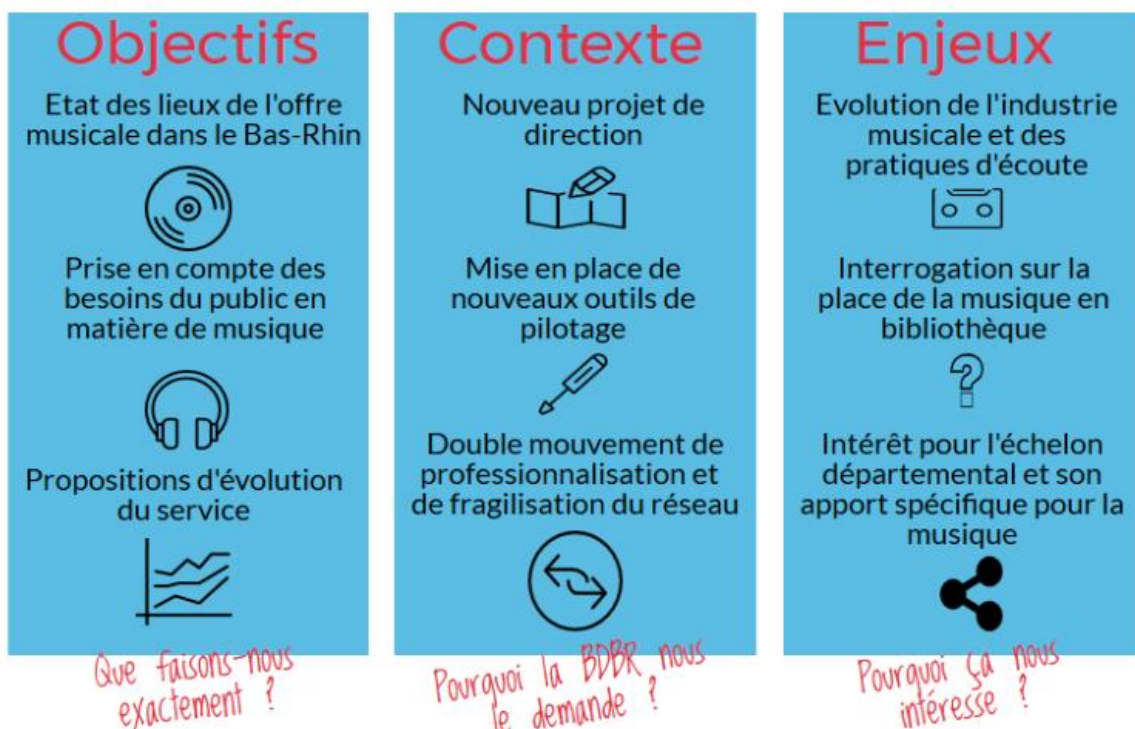 Objectifs
Etat des lieux de l'offre
musicale dans le Bas-Rhin
Prise en compte des
besoins du public en
matière de musique
Propositions d'évolution
du service
Que faisons-nous
exactement ?
Contexte
Nouveau projet de
direction
Mise en place de
nouveaux outils de
pilotage
Double mouvement de
professionnalisation et
de fragilisation du réseau
Pourquoi la BDBR nous
le demande ?
Enjeux
Evolution de l'industrie
musicale et des
pratiques d'écoute
Interrogation sur la
place de la musique en
bibliothèque
Intérêt pour l'échelon
départemental et son
apport spécifique pour la
musique
Pourquoi ça nous
intéresse ?